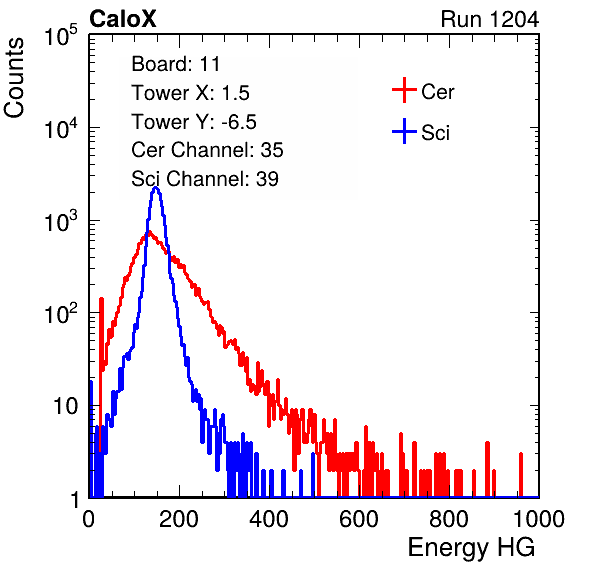 CaloX Run 1204
Counts
Board: 11
Tower X: 1.5
Tower Y: -6.5
Cer Channel: 35
Sci Channel: 39
Cer
Sci
10^5
10^4
10^3
10^2
10
1
0 200 400 600 800 1000
Energy HG